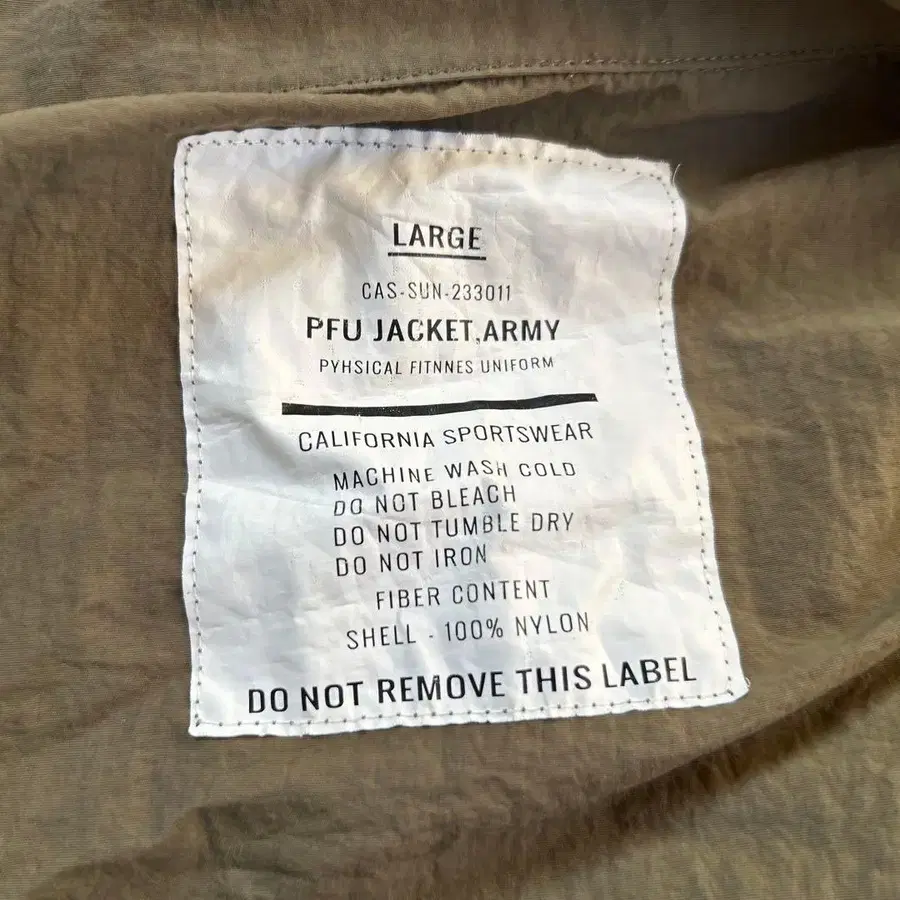 LARGE
CAS-SUN-233011
PFU JACKET,ARMY
PYHSICAL FITNNES UNIFORM
CALIFORNIA SPORTSWEAR
MACHINE WASH COLD
DO NOT BLEACH
DO NOT TUMBLE DRY
DO NOT IRON
FIBER CONTENT
SHELL - 100% NYLON
DO NOT REMOVE THIS LABEL